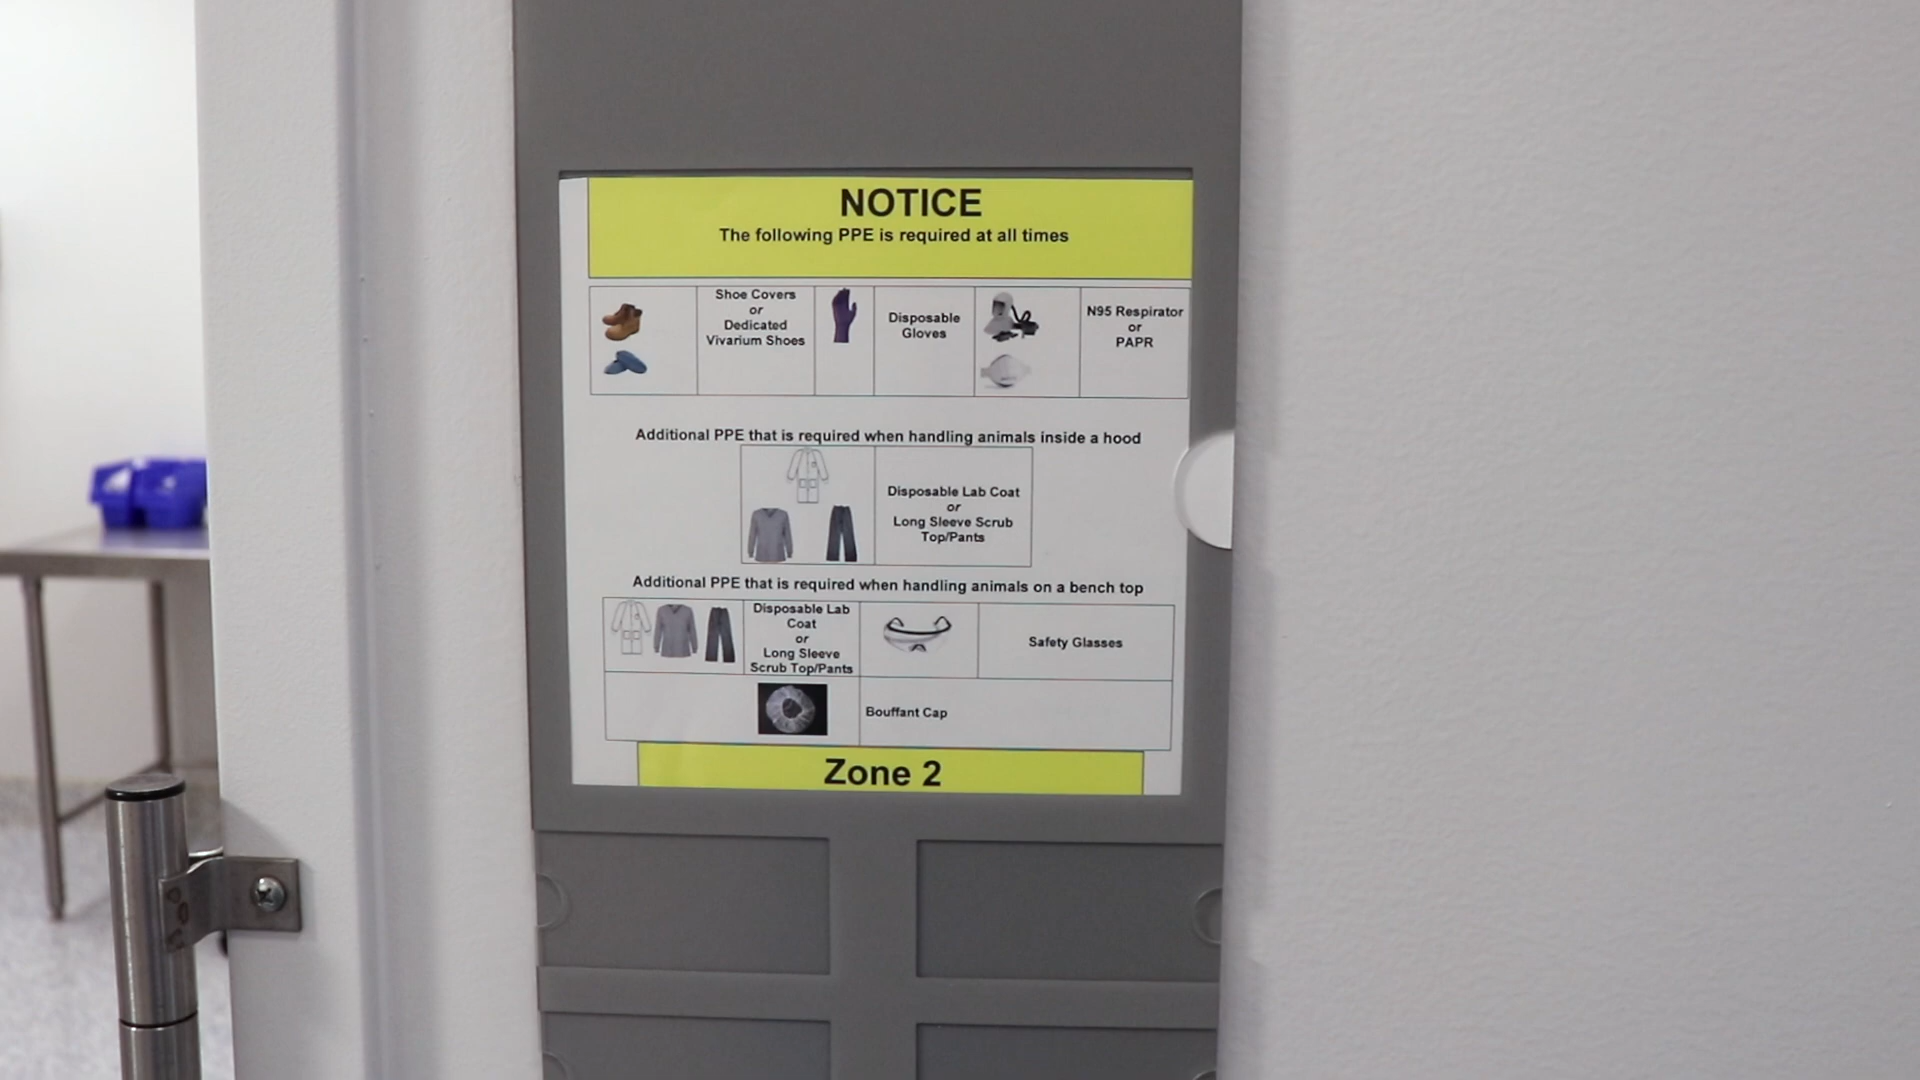 NOTICE
The following PPE is required at all times
Shoe Covers
or
Dedicated
Vivarium Shoes
Disposable
Gloves
N95 Respirator
or
PAPR
Additional PPE that is required when handling animals inside a hood
Disposable Lab Coat
or
Long Sleeve Scrub
Top/Pants
Additional PPE that is required when handling animals on a bench top
Disposable Lab
Coat
or
Long Sleeve
Scrub Top/Pants
Safety Glasses
Bouffant Cap
Zone 2